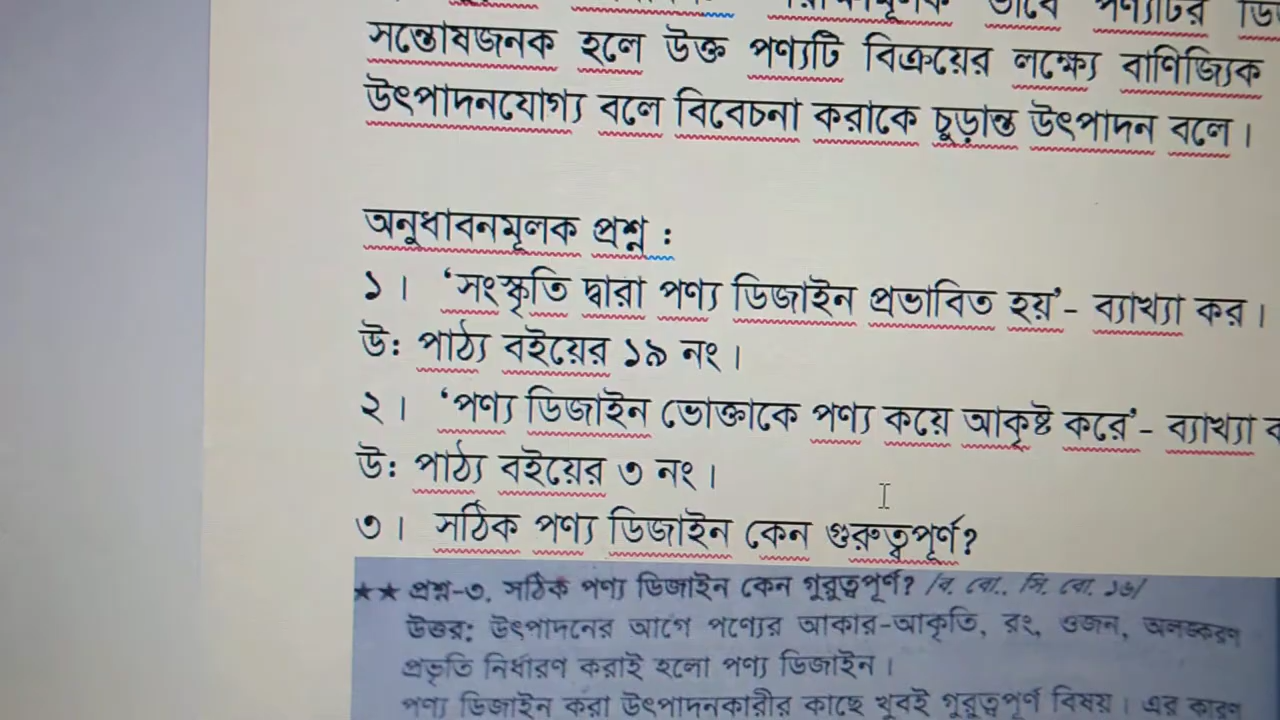 সন্তোষজনক হলে উক্ত পণ্যটি বিক্রয়ের লক্ষ্যে বাণিজ্যিক
উৎপাদনযোগ্য বলে বিবেচনা করাকে চূড়ান্ত উৎপাদন বলে।
অনুধাবনমূলক প্রশ্ন :
১। ‘সংস্কৃতি দ্বারা পণ্য ডিজাইন প্রভাবিত হয়’- ব্যাখ্যা কর।
উ: পাঠ্য বইয়ের ১৯ নং।
২। ‘পণ্য ডিজাইন ভোক্তাকে পণ্য কয়ে আকৃষ্ট করে’- ব্যাখ্যা
উ: পাঠ্য বইয়ের ৩ নং।
৩। সঠিক পণ্য ডিজাইন কেন গুরুত্বপূর্ণ?
★★ প্রশ্ন-৩. সঠিক পণ্য ডিজাইন কেন গুরুত্বপূর্ণ? /ব. বো., সি. বো. ১৬/
উত্তর: উৎপাদনের আগে পণ্যের আকার-আকৃতি, রং, ওজন, অলঙ্করণ
প্রভৃতি নির্ধারণ করাই হলো পণ্য ডিজাইন।
পণ্য ডিজাইন করা উৎপাদনকারীর কাছে খুবই গুরুত্বপূর্ণ বিষয়। এর কারণ